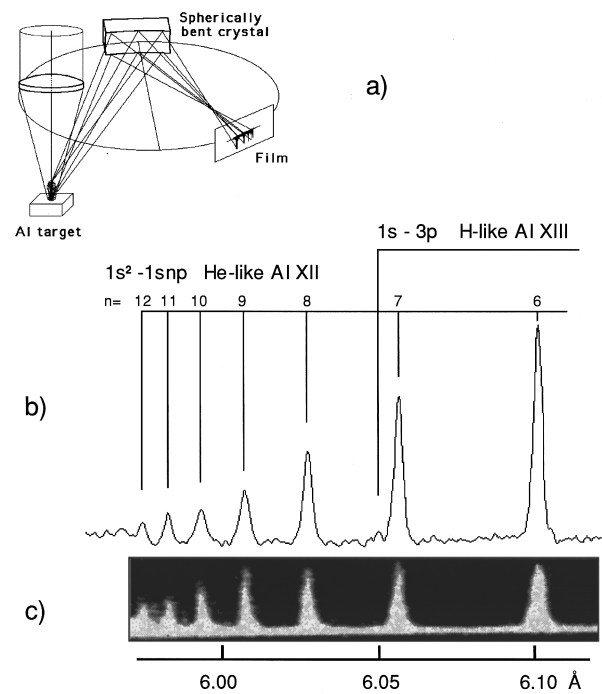 Spherically
bent crystal
a)
Film
Al target
1s - 3p H-like Al XIII
1s² -1snp He-like Al XII
n= 12 11 10 9 8 7 6
b)
c)
6.00 6.05 6.10 Å